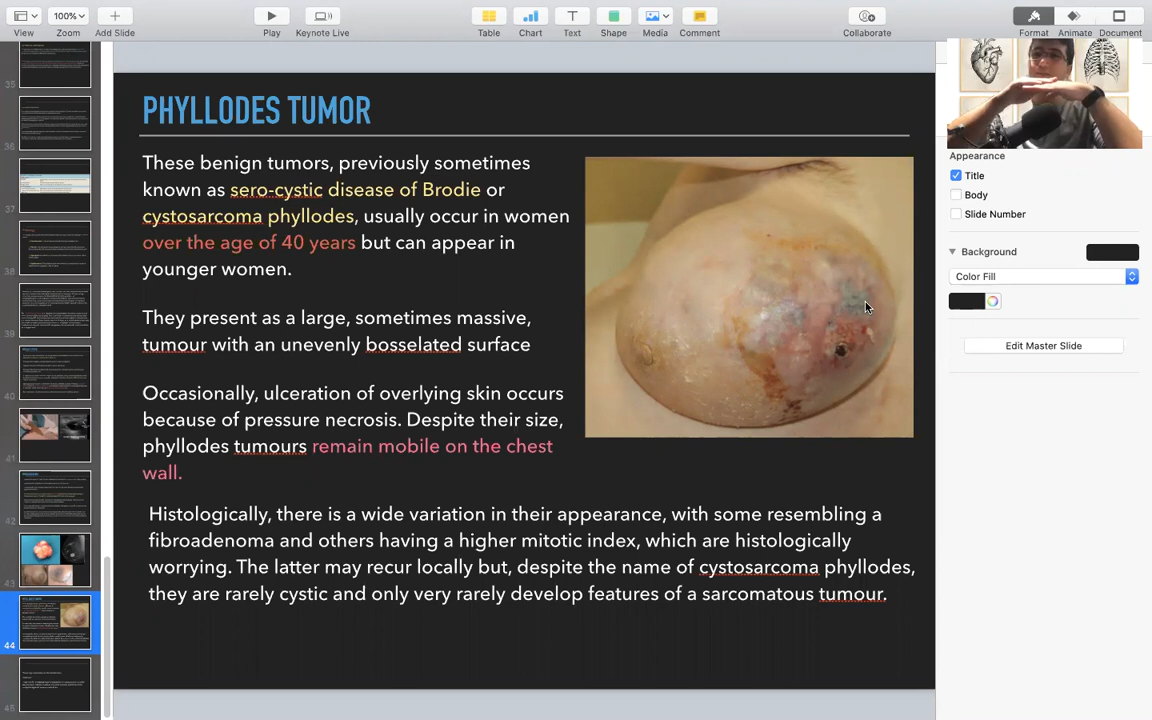 View
100%
Zoom
Add Slide
Play
Keynote Live
Table
Chart
Text
Shape
Media
Comment
Collaborate
Format
Animate
Document
35
36
37
38
39
40
41
42
43
44
45
PHYLLODES TUMOR
These benign tumors, previously sometimes
known as sero-cystic disease of Brodie or
cystosarcoma phyllodes, usually occur in women
over the age of 40 years but can appear in
younger women.
They present as a large, sometimes massive,
tumour with an unevenly bosselated surface
Occasionally, ulceration of overlying skin occurs
because of pressure necrosis. Despite their size,
phyllodes tumours remain mobile on the chest
wall.
Histologically, there is a wide variation in their appearance, with some resembling a
fibroadenoma and others having a higher mitotic index, which are histologically
worrying. The latter may recur locally but, despite the name of cystosarcoma phyllodes,
they are rarely cystic and only very rarely develop features of a sarcomatous tumour.
Appearance
Title
Body
Slide Number
Background
Color Fill
Edit Master Slide